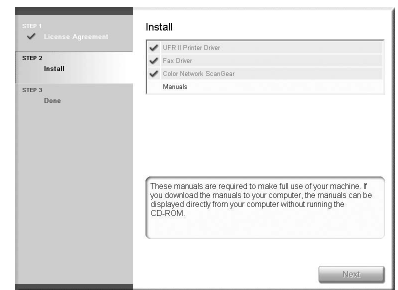 STEP 1
License Agreement
STEP 2
Install
STEP 3
Done
Install
UFR II Printer Driver
Fax Driver
Color Network ScanGear
Manuals
These manuals are required to make full use of your machine. If
you download the manuals to your computer, the manuals can be
displayed directly from your computer without running the
CD-ROM.
Next